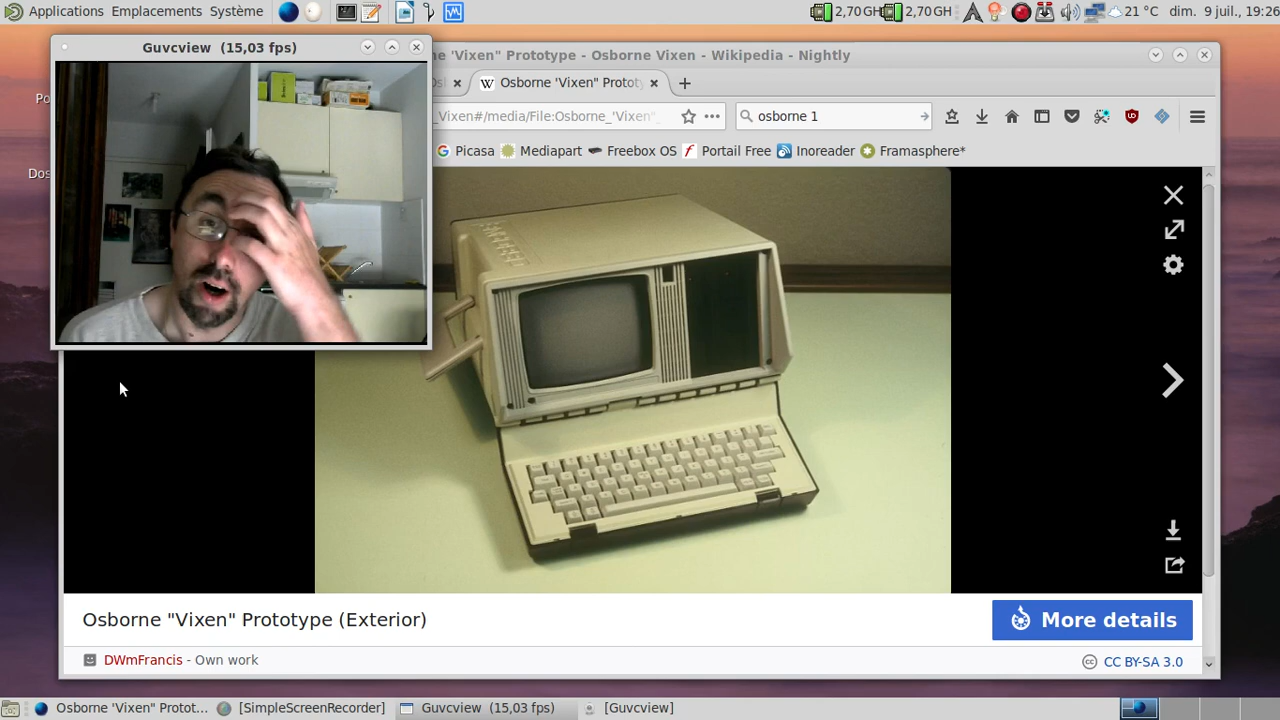 Applications Emplacements Système 2,70 GH 2,70 GH 21 °C dim. 9 juil., 19:26
Guvcview (15,03 fps)
e 'Vixen" Prototype - Osborne Vixen - Wikipedia - Nightly
W Osborne 'Vixen" Protot
_Vixen#/media/File:Osborne_'Vixen"_ osborne 1
Picasa Mediapart Freebox OS Portail Free Inoreader Framasphere*
Po
Dos
Osborne "Vixen" Prototype (Exterior)
More details
DWmFrancis - Own work
CC BY-SA 3.0
Osborne 'Vixen" Protot... [SimpleScreenRecorder] Guvcview (15,03 fps) [Guvcview]